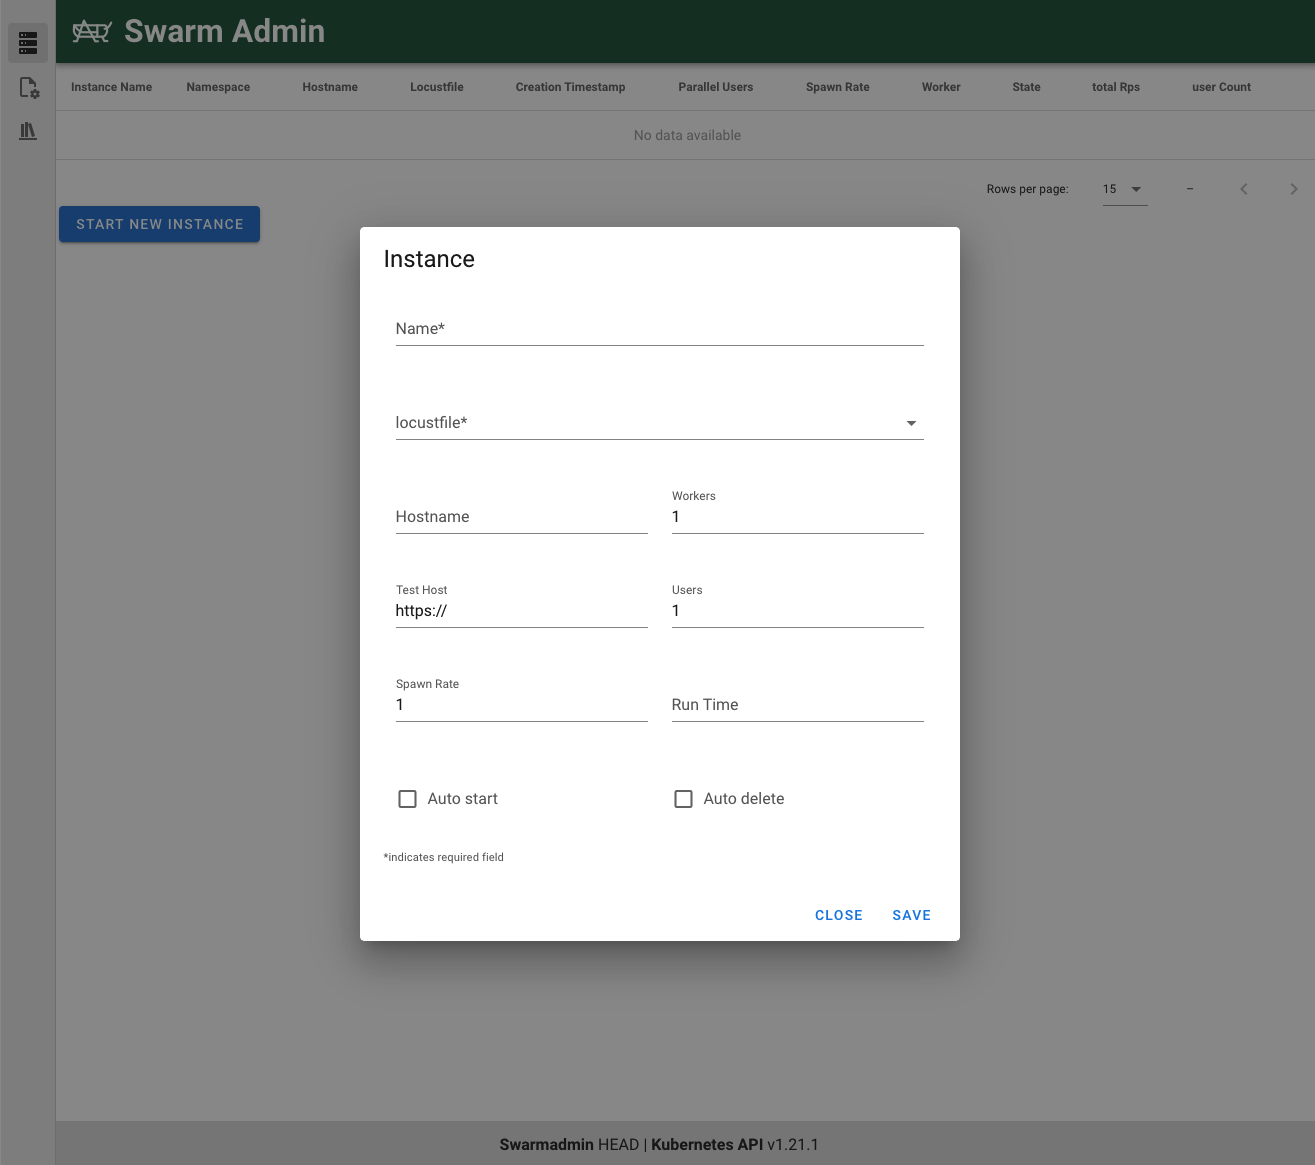 Swarm Admin
Instance Name Namespace Hostname Locustfile Creation Timestamp Parallel Users Spawn Rate Worker State total Rps user Count
No data available
Rows per page: 15 –
START NEW INSTANCE
Instance
Name*
locustfile*
Hostname
Workers
1
Test Host
https://
Users
1
Spawn Rate
1
Run Time
Auto start
Auto delete
*indicates required field
CLOSE SAVE
Swarmadmin HEAD | Kubernetes API v1.21.1